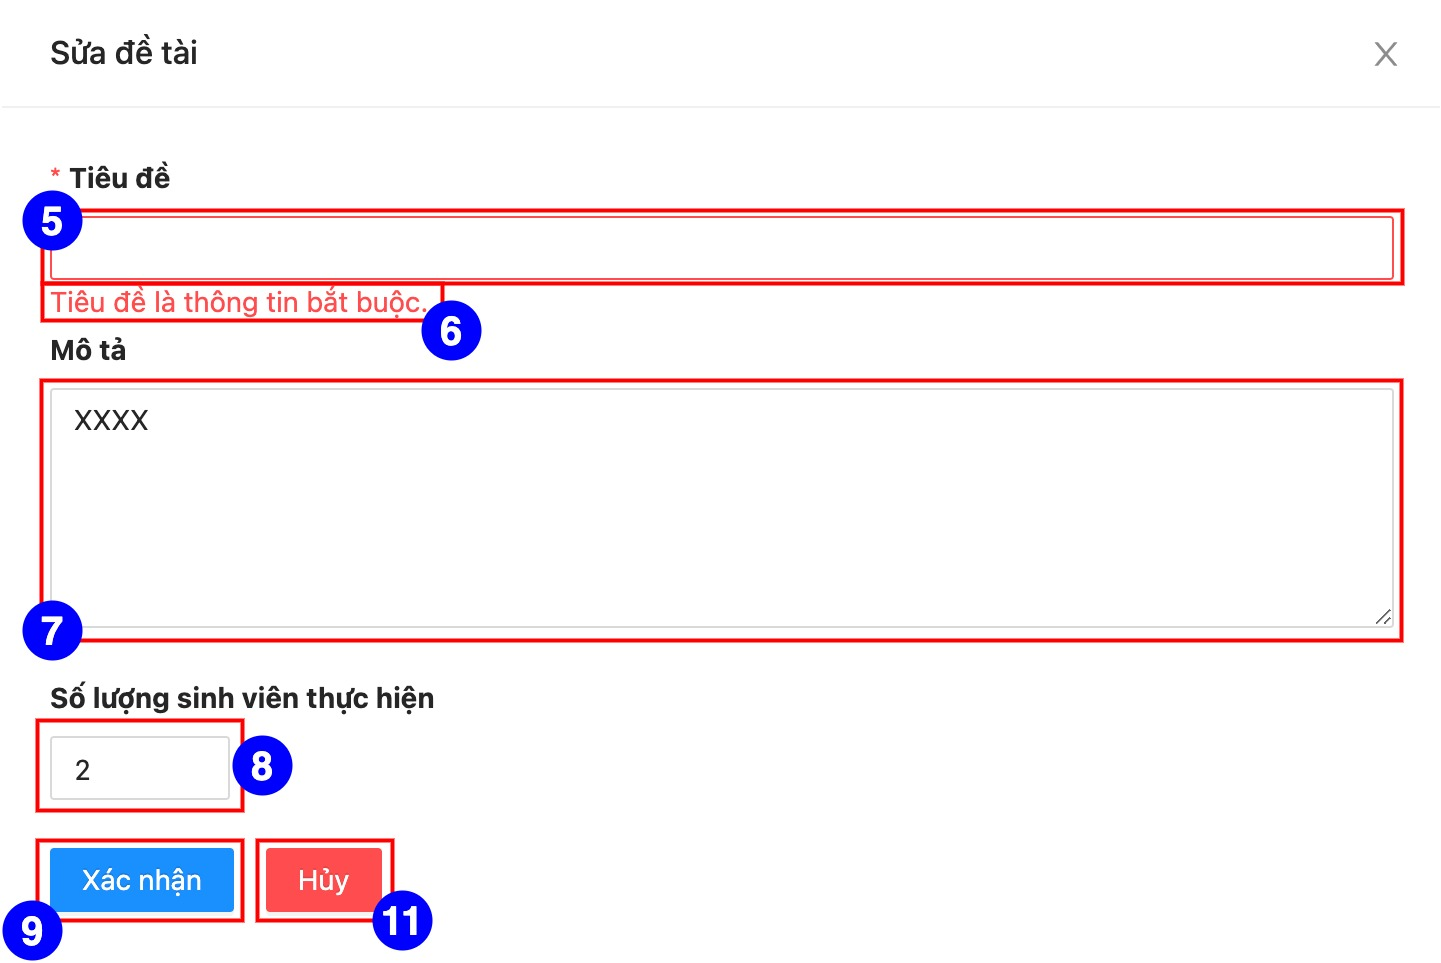 Sửa đề tài
* Tiêu đề
5
Tiêu đề là thông tin bắt buộc.
6
Mô tả
XXXX
7
Số lượng sinh viên thực hiện
2
8
Xác nhận
Hủy
9
11